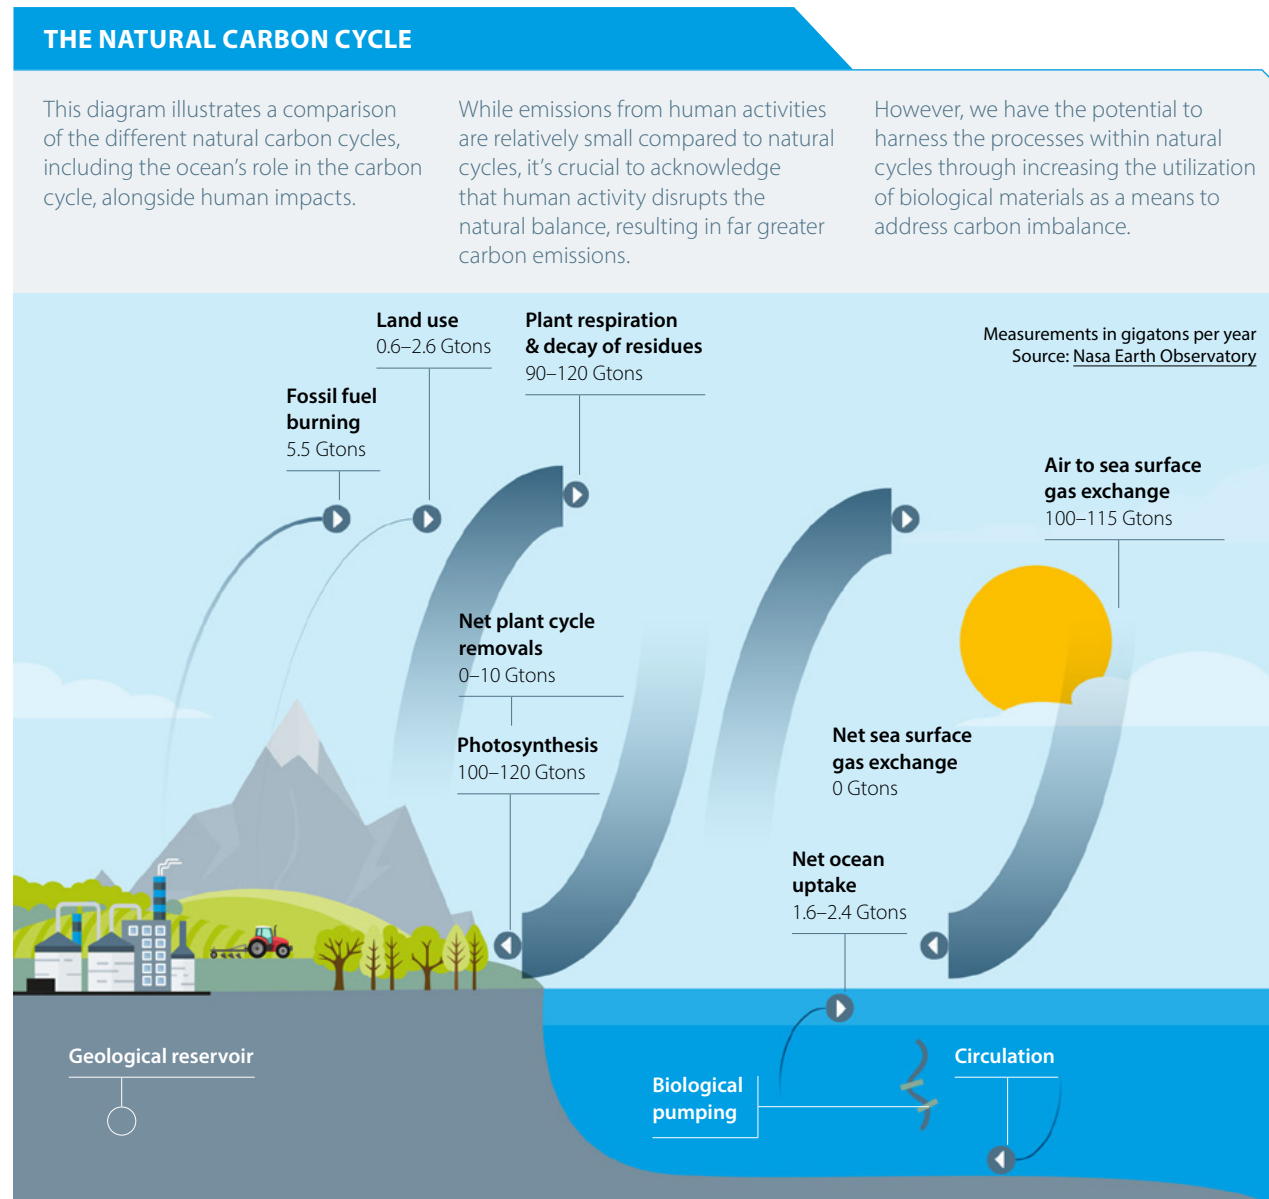 THE NATURAL CARBON CYCLE
This diagram illustrates a comparison
of the different natural carbon cycles,
including the ocean's role in the carbon
cycle, alongside human impacts.
While emissions from human activities
are relatively small compared to natural
cycles, it's crucial to acknowledge
that human activity disrupts the
natural balance, resulting in far greater
carbon emissions.
However, we have the potential to
harness the processes within natural
cycles through increasing the utilization
of biological materials as a means to
address carbon imbalance.
Land use
0.6–2.6 Gtons
Plant respiration
& decay of residues
90–120 Gtons
Measurements in gigatons per year
Source: Nasa Earth Observatory
Fossil fuel
burning
5.5 Gtons
Air to sea surface
gas exchange
100–115 Gtons
Net plant cycle
removals
0–10 Gtons
Photosynthesis
100–120 Gtons
Net sea surface
gas exchange
0 Gtons
Net ocean
uptake
1.6–2.4 Gtons
Geological reservoir
Biological
pumping
Circulation